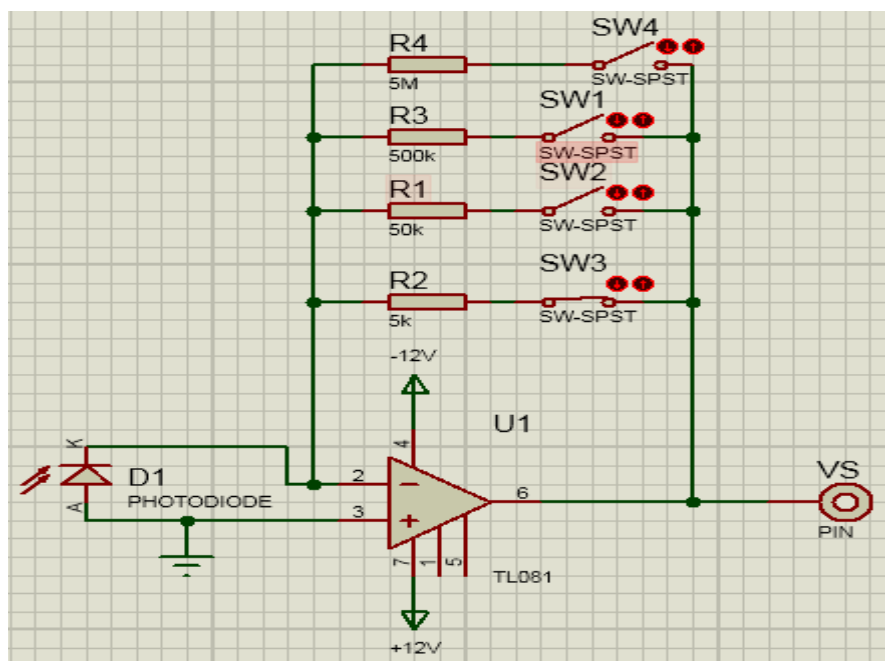 SW4
R4
SW-SPST
5M
SW1
R3
SW-SPST
500k
SW2
R1
SW-SPST
50k
SW3
R2
SW-SPST
5k
-12V
U1
4
K
D1
PHOTODIODE
A
2
3
6
7
1
5
TL081
+12V
VS
PIN